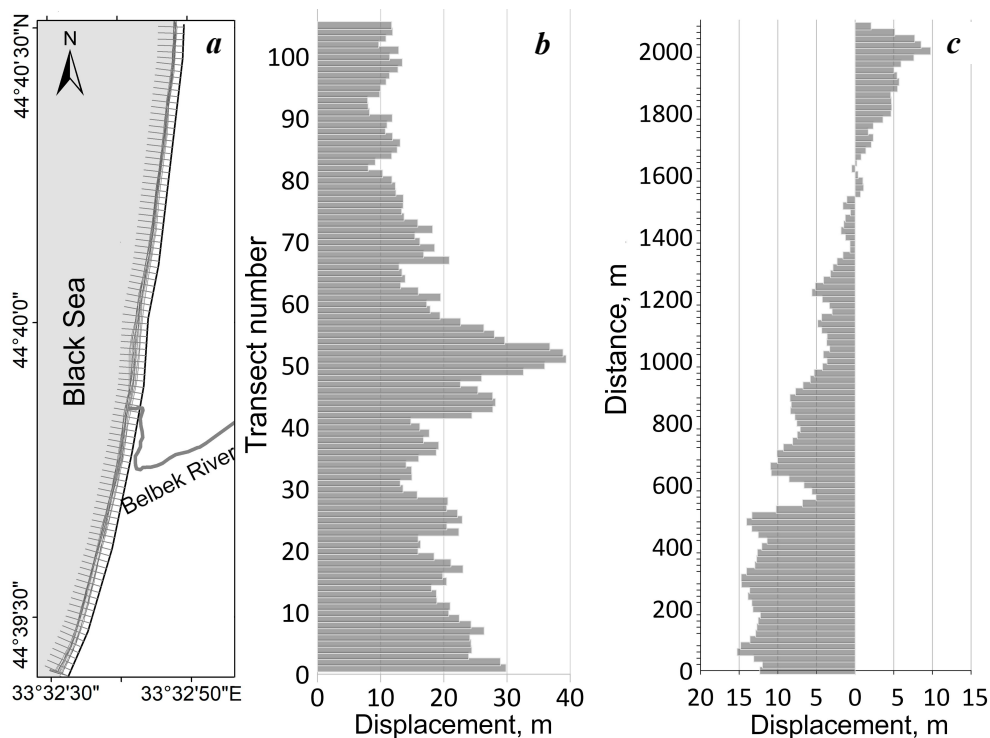 a
N
44°40'30"N
44°40'0"
44°39'30"
Black Sea
Belbek River
33°32'30"
33°32'50"E
b
Transect number
100
90
80
70
60
50
40
30
20
10
0
0 10 20 30 40
Displacement, m
c
Distance, m
2000
1800
1600
1400
1200
1000
800
600
400
200
0
20 15 10 5 0 5 10 15
Displacement, m